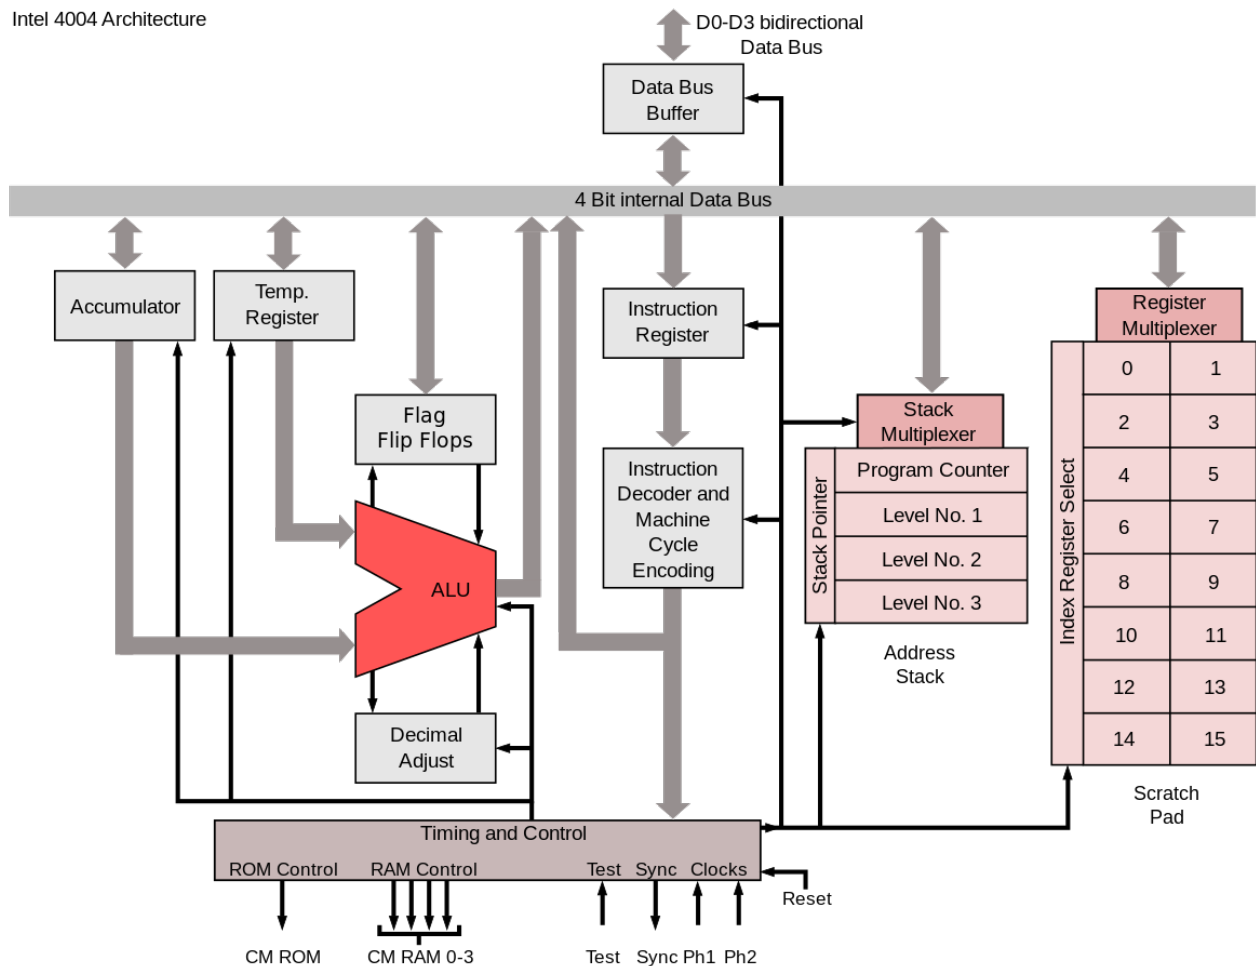 Intel 4004 Architecture
D0-D3 bidirectional
Data Bus
Data Bus
Buffer
4 Bit internal Data Bus
Accumulator
Temp.
Register
Instruction
Register
Register
Multiplexer
Flag
Flip Flops
Stack
Multiplexer
Instruction
Decoder and
Machine
Cycle
Encoding
Stack Pointer
Program Counter
Level No. 1
Level No. 2
Level No. 3
Address
Stack
Index Register Select
0 1
2 3
4 5
6 7
8 9
10 11
12 13
14 15
Scratch
Pad
ALU
Decimal
Adjust
Timing and Control
ROM Control RAM Control Test Sync Clocks
Reset
CM ROM CM RAM 0-3 Test Sync Ph1 Ph2